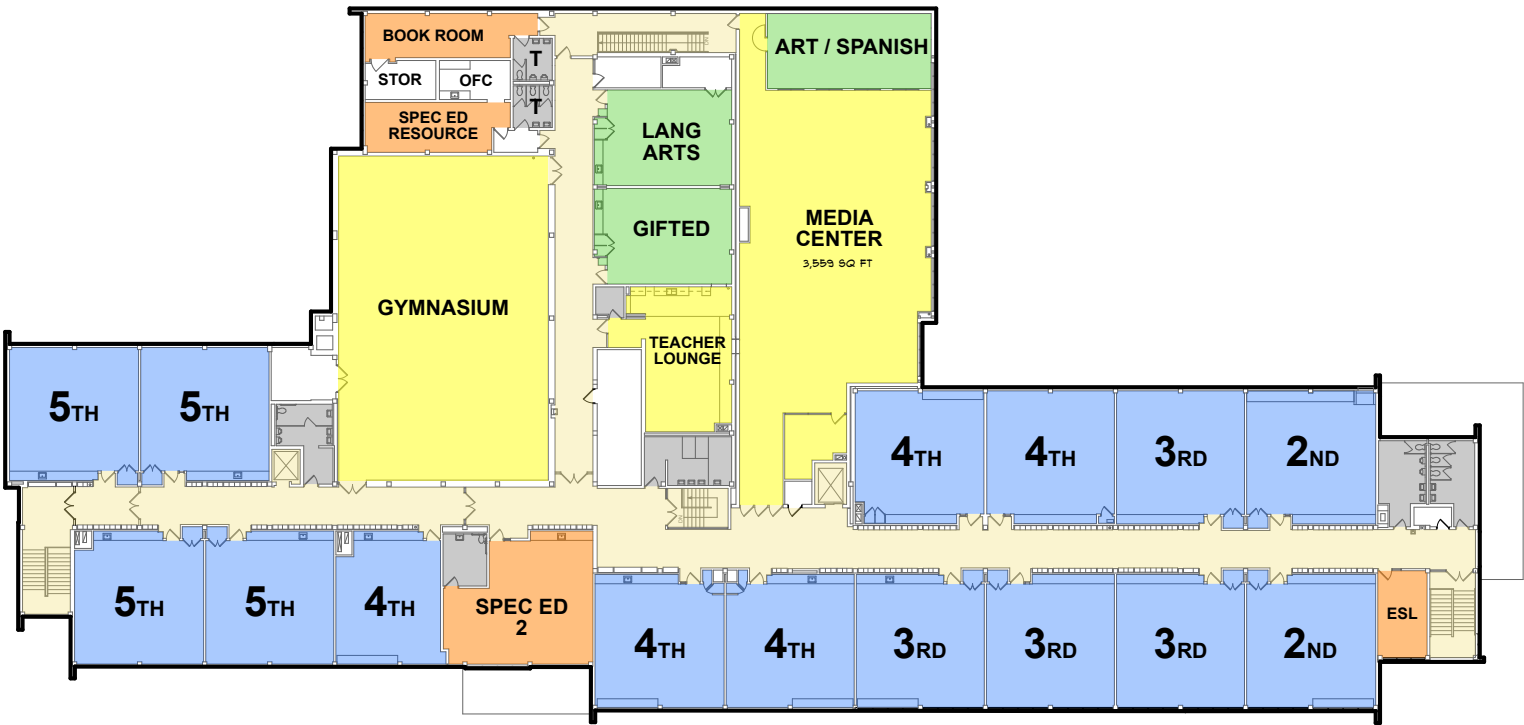 BOOK ROOM
T
ART / SPANISH
STOR
OFC
SPEC ED
RESOURCE
T
LANG
ARTS
GIFTED
MEDIA
CENTER
3,559 SQ FT
GYMNASIUM
TEACHER
LOUNGE
5TH
5TH
4TH
4TH
3RD
2ND
5TH
5TH
4TH
SPEC ED
2
4TH
4TH
3RD
3RD
3RD
2ND
ESL
DN
DN